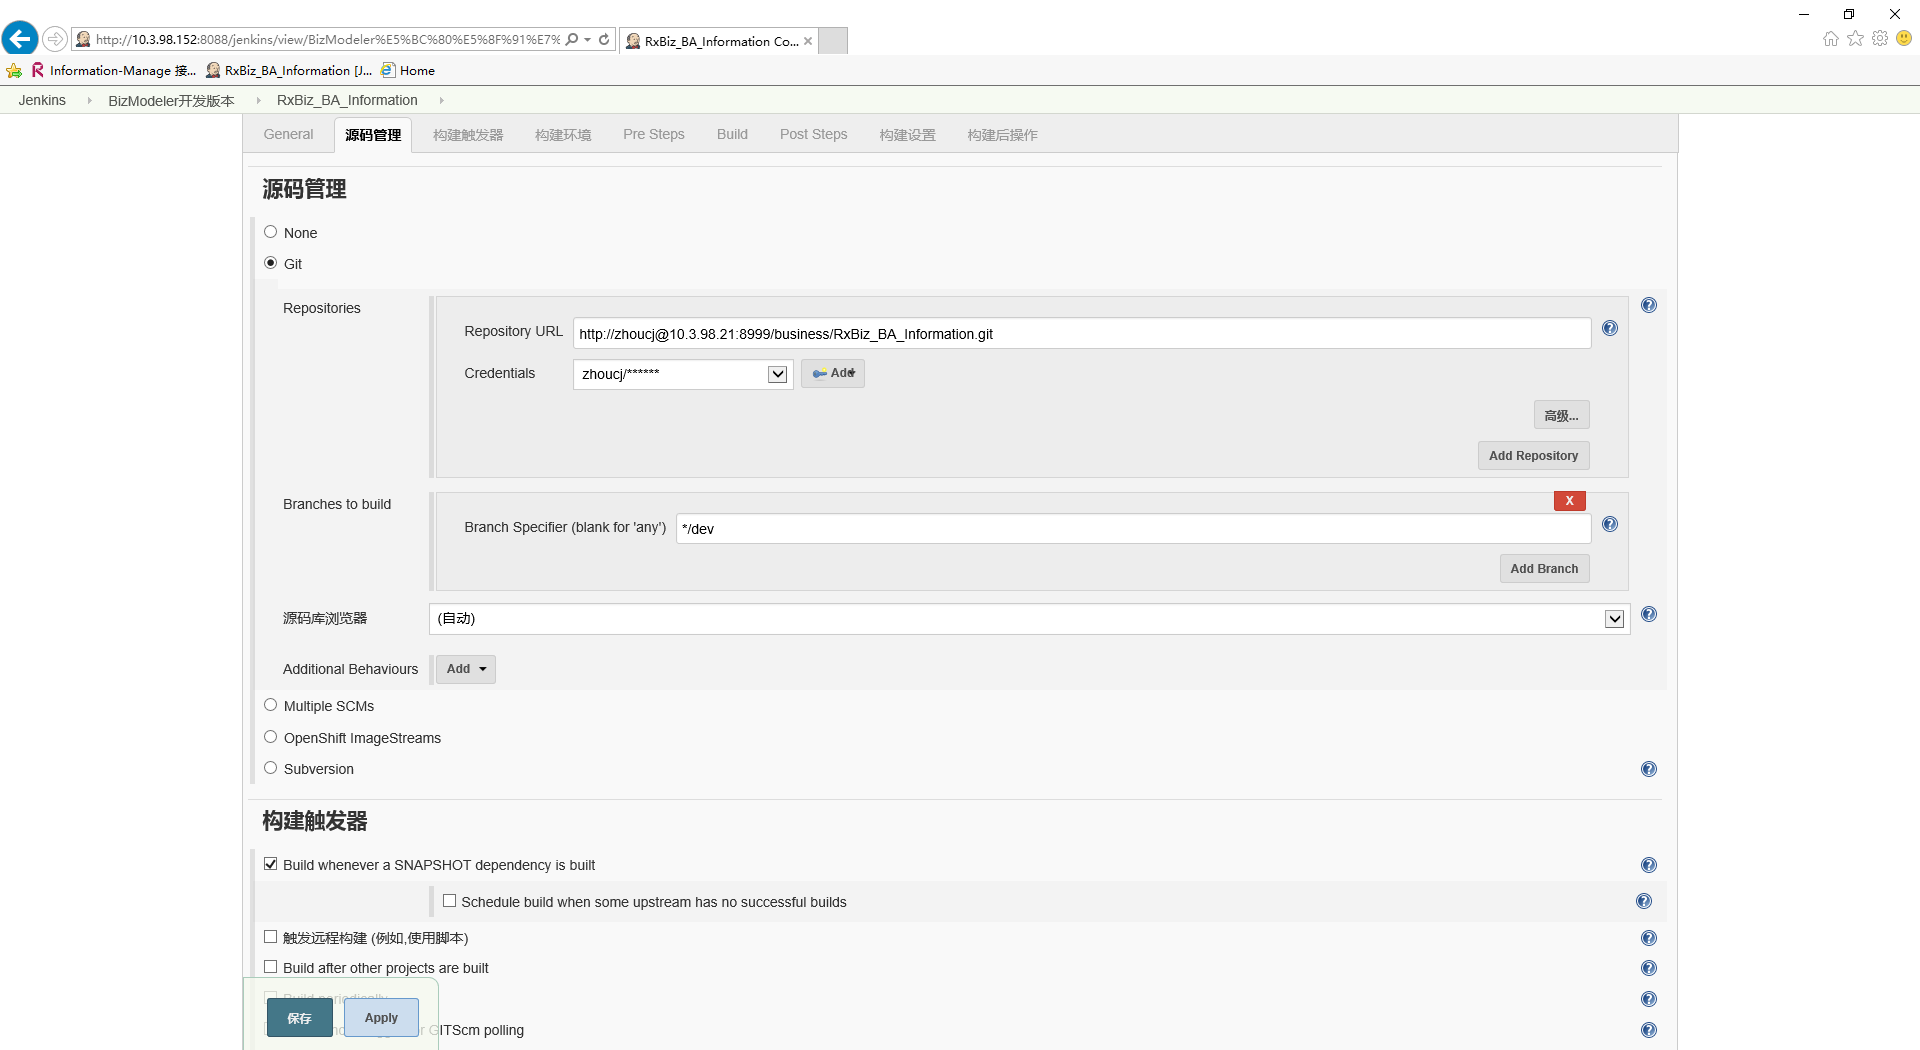 http://10.3.98.152:8088/jenkins/view/BizModeler%E5%BC%80%E5%8F%91%E7%
RxBiz_BA_Information Co...
Information-Manage 接...
RxBiz_BA_Information [J...
Home
Jenkins
BizModeler开发版本
RxBiz_BA_Information
General
源码管理
构建触发器
构建环境
Pre Steps
Build
Post Steps
构建设置
构建后操作
源码管理
None
Git
Repositories
Repository URL
http://zhoucj@10.3.98.21:8999/business/RxBiz_BA_Information.git
Credentials
zhoucj/******
Add
高级...
Add Repository
Branches to build
X
Branch Specifier (blank for 'any')
*/dev
Add Branch
源码库浏览器
(自动)
Additional Behaviours
Add
Multiple SCMs
OpenShift ImageStreams
Subversion
构建触发器
Build whenever a SNAPSHOT dependency is built
Schedule build when some upstream has no successful builds
触发远程构建 (例如,使用脚本)
Build after other projects are built
Build periodically
保存
Apply
GITScm polling